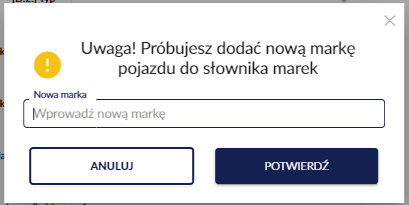 Uwaga! Próbujesz dodać nową markę
pojazdu do słownika marek
Nowa marka
Wprowadź nową markę
ANULUJ
POTWIERDŹ